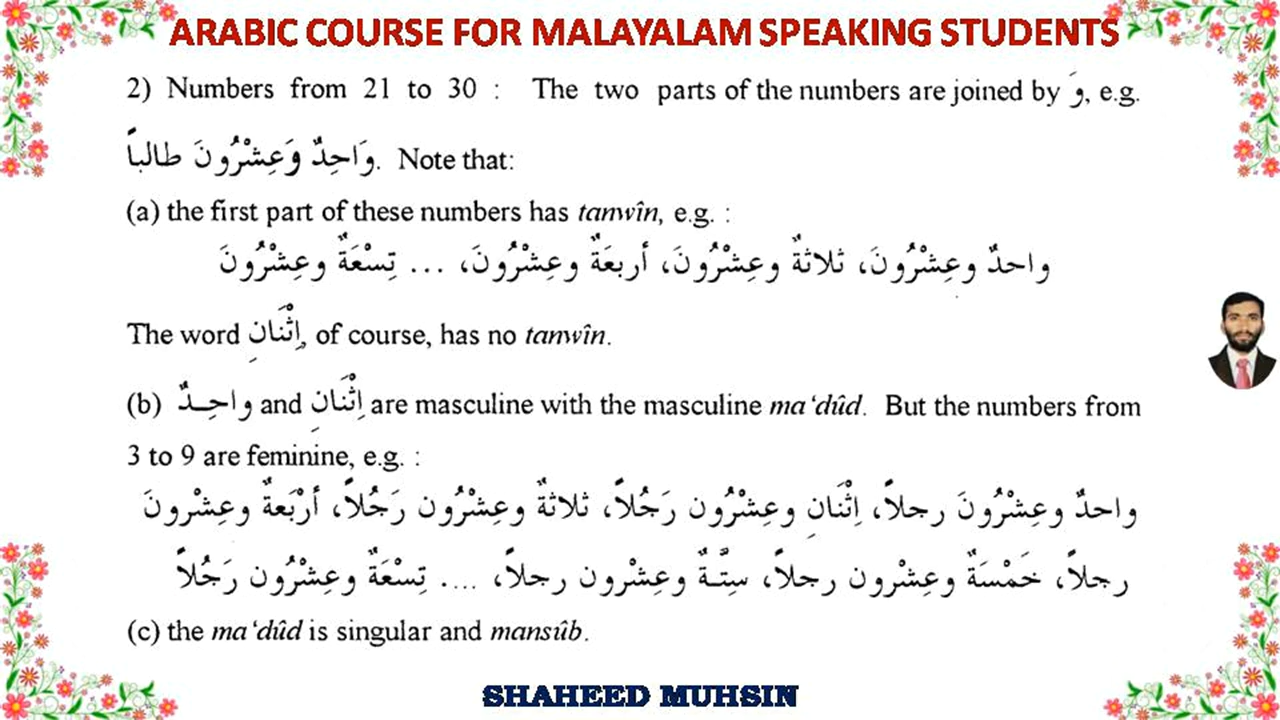 ARABIC COURSE FOR MALAYALAM SPEAKING STUDENTS
2) Numbers from 21 to 30 : The two parts of the numbers are joined by وَ, e.g.
وَاحِدٌ وَعِشْرُونَ طالباً. Note that:
(a) the first part of these numbers has tanwîn, e.g. :
واحدٌ وعِشْرُونَ، ثلاثةٌ وعِشْرُونَ، أربعَةٌ وعِشْرُونَ، ... تِسْعَةٌ وعِشْرُونَ
The word اِثْنَانِ, of course, has no tanwîn.
(b) واحِـدٌ and اِثْنَانِ are masculine with the masculine ma‘dûd. But the numbers from
3 to 9 are feminine, e.g. :
واحدٌ وعِشْرُونَ رجلاً، اِثْنَانِ وعِشْرُون رَجُلاً، ثلاثةٌ وعِشْرُون رَجُلاً، أرْبَعةٌ وعِشْرونَ
رجلاً، خَمْسَةٌ وعِشْرون رجلاً، سِتَّـةٌ وعِشْرون رجلاً، .... تِسْعَةٌ وعِشْرُون رَجُلاً
(c) the ma‘dûd is singular and mansûb.
SHAHEED MUHSIN